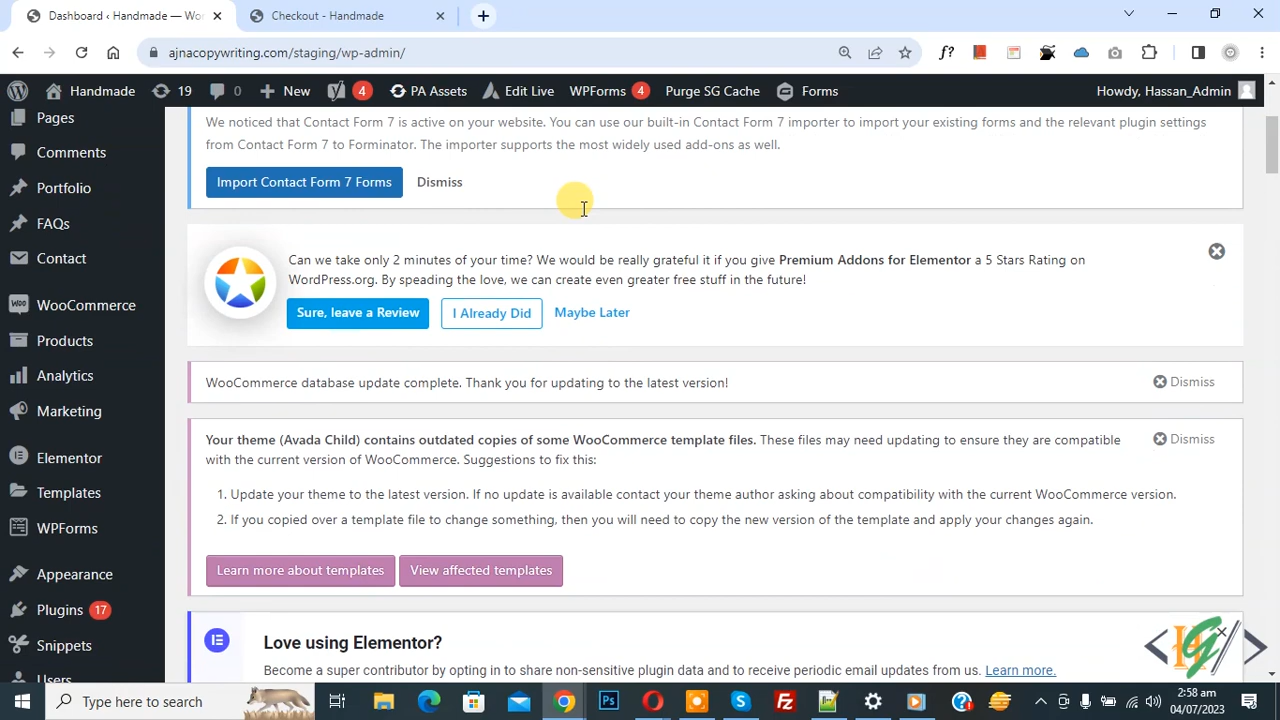 Dashboard ‹ Handmade — Wo
Checkout - Handmade
ajnacopywriting.com/staging/wp-admin/
f?
Handmade
19
0
New
4
PA Assets
Edit Live
WPForms 4
Purge SG Cache
Forms
Howdy, Hassan_Admin
Pages
Comments
Portfolio
FAQs
Contact
WooCommerce
Products
Analytics
Marketing
Elementor
Templates
WPForms
Appearance
Plugins 17
Snippets
Users
We noticed that Contact Form 7 is active on your website. You can use our built-in Contact Form 7 importer to import your existing forms and the relevant plugin settings
from Contact Form 7 to Forminator. The importer supports the most widely used add-ons as well.
Import Contact Form 7 Forms
Dismiss
Can we take only 2 minutes of your time? We would be really grateful it if you give Premium Addons for Elementor a 5 Stars Rating on
WordPress.org. By speading the love, we can create even greater free stuff in the future!
Sure, leave a Review
I Already Did
Maybe Later
WooCommerce database update complete. Thank you for updating to the latest version!
Dismiss
Your theme (Avada Child) contains outdated copies of some WooCommerce template files. These files may need updating to ensure they are compatible
with the current version of WooCommerce. Suggestions to fix this:
Dismiss
1. Update your theme to the latest version. If no update is available contact your theme author asking about compatibility with the current WooCommerce version.
2. If you copied over a template file to change something, then you will need to copy the new version of the template and apply your changes again.
Learn more about templates
View affected templates
Love using Elementor?
Become a super contributor by opting in to share non-sensitive plugin data and to receive periodic email updates from us. Learn more.
Type here to search
2:58 am
04/07/2023